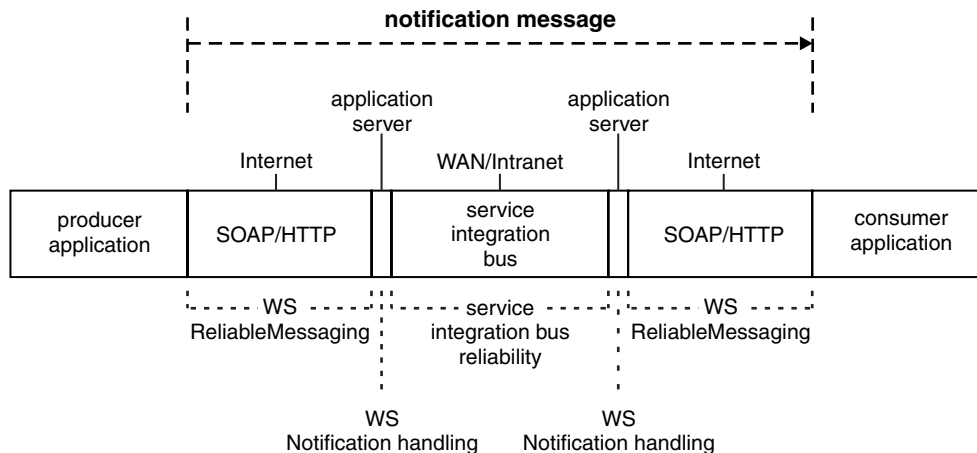 notification message
application
server
application
server
Internet
WAN/Intranet
Internet
producer
application
SOAP/HTTP
service
integration
bus
SOAP/HTTP
consumer
application
WS
ReliableMessaging
service
integration bus
reliability
WS
ReliableMessaging
WS
Notification handling
WS
Notification handling